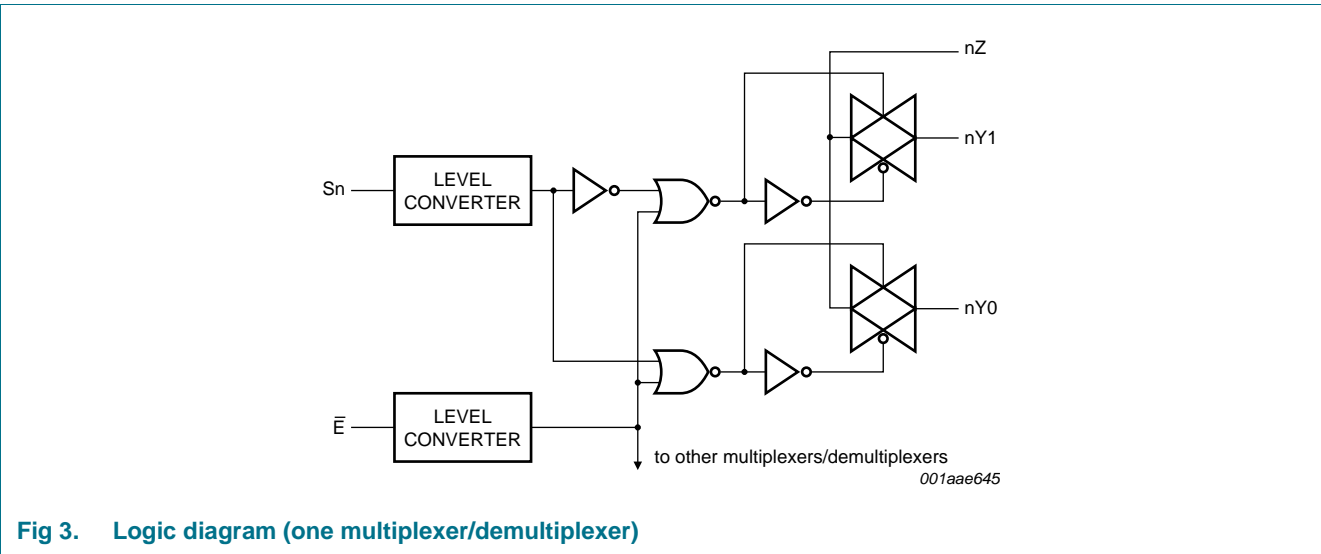 nZ
nY1
Sn
LEVEL
CONVERTER
nY0
Ē
LEVEL
CONVERTER
to other multiplexers/demultiplexers
001aae645
Fig 3. Logic diagram (one multiplexer/demultiplexer)